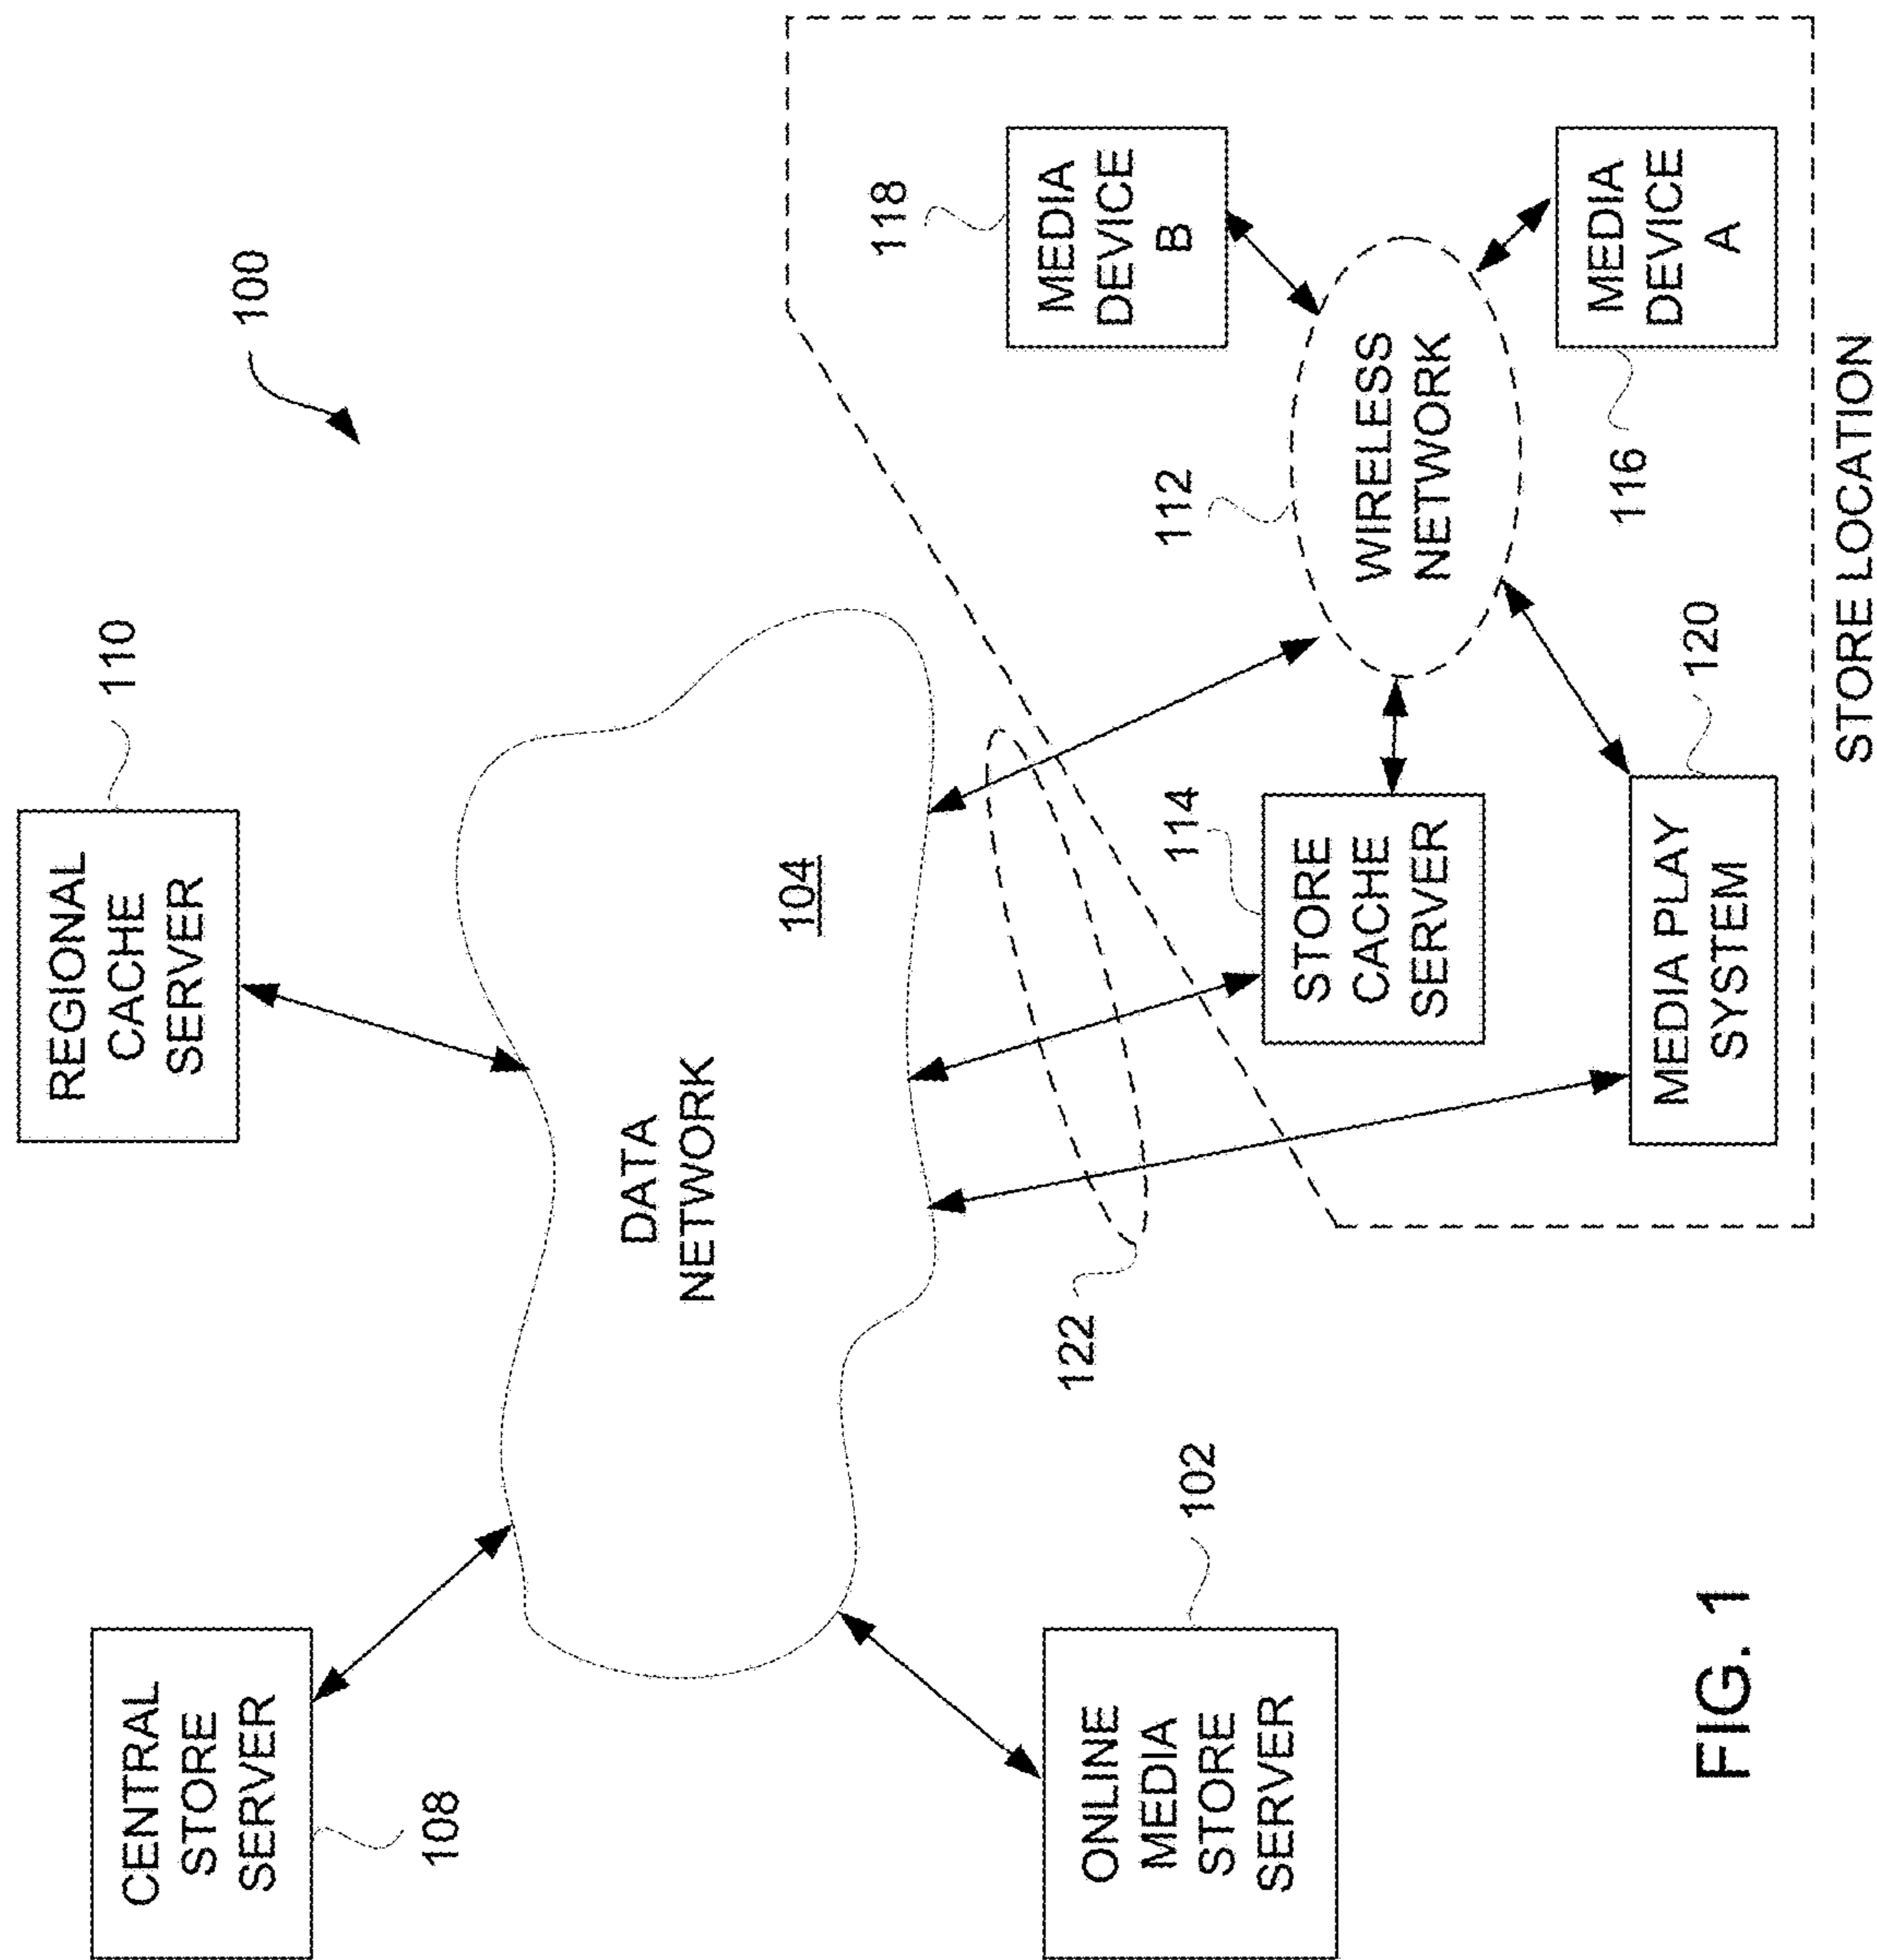 100
CENTRAL
STORE
SERVER
108
REGIONAL
CACHE
SERVER
110
DATA
NETWORK
104
ONLINE
MEDIA
STORE
SERVER
102
122
118
MEDIA
DEVICE
B
112
WIRELESS
NETWORK
114
STORE
CACHE
SERVER
116
MEDIA
DEVICE
A
120
MEDIA PLAY
SYSTEM
STORE LOCATION
FIG. 1